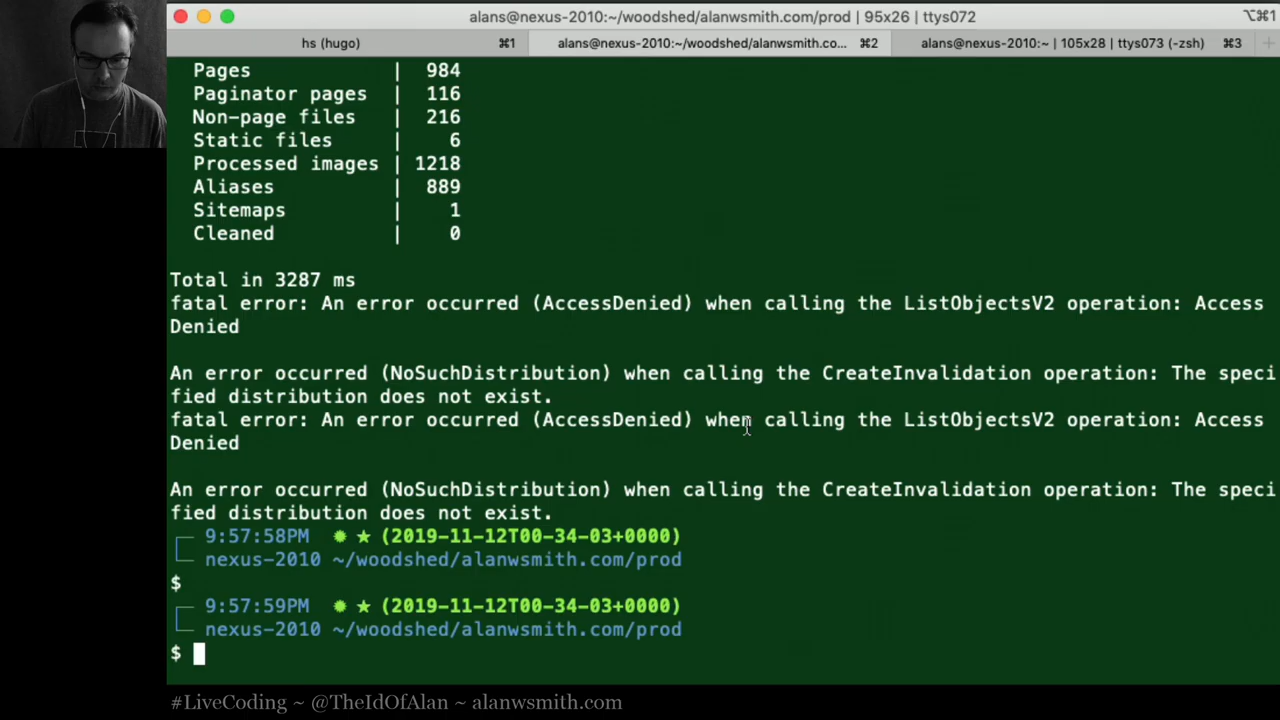 alans@nexus-2010:~/woodshed/alanwsmith.com/prod | 95x26 | ttys072 ⌥⌘1
hs (hugo) ⌘1 alans@nexus-2010:~/woodshed/alanwsmith.co... ⌘2 alans@nexus-2010:~ | 105x28 | ttys073 (-zsh) ⌘3 +
Pages | 984
Paginator pages | 116
Non-page files | 216
Static files | 6
Processed images | 1218
Aliases | 889
Sitemaps | 1
Cleaned | 0
Total in 3287 ms
fatal error: An error occurred (AccessDenied) when calling the ListObjectsV2 operation: Access
Denied
An error occurred (NoSuchDistribution) when calling the CreateInvalidation operation: The speci
fied distribution does not exist.
fatal error: An error occurred (AccessDenied) when calling the ListObjectsV2 operation: Access
Denied
An error occurred (NoSuchDistribution) when calling the CreateInvalidation operation: The speci
fied distribution does not exist.
9:57:58PM ✹ ★ (2019-11-12T00-34-03+0000)
nexus-2010 ~/woodshed/alanwsmith.com/prod
$
9:57:59PM ✹ ★ (2019-11-12T00-34-03+0000)
nexus-2010 ~/woodshed/alanwsmith.com/prod
$
#LiveCoding ~ @TheIdOfAlan ~ alanwsmith.com